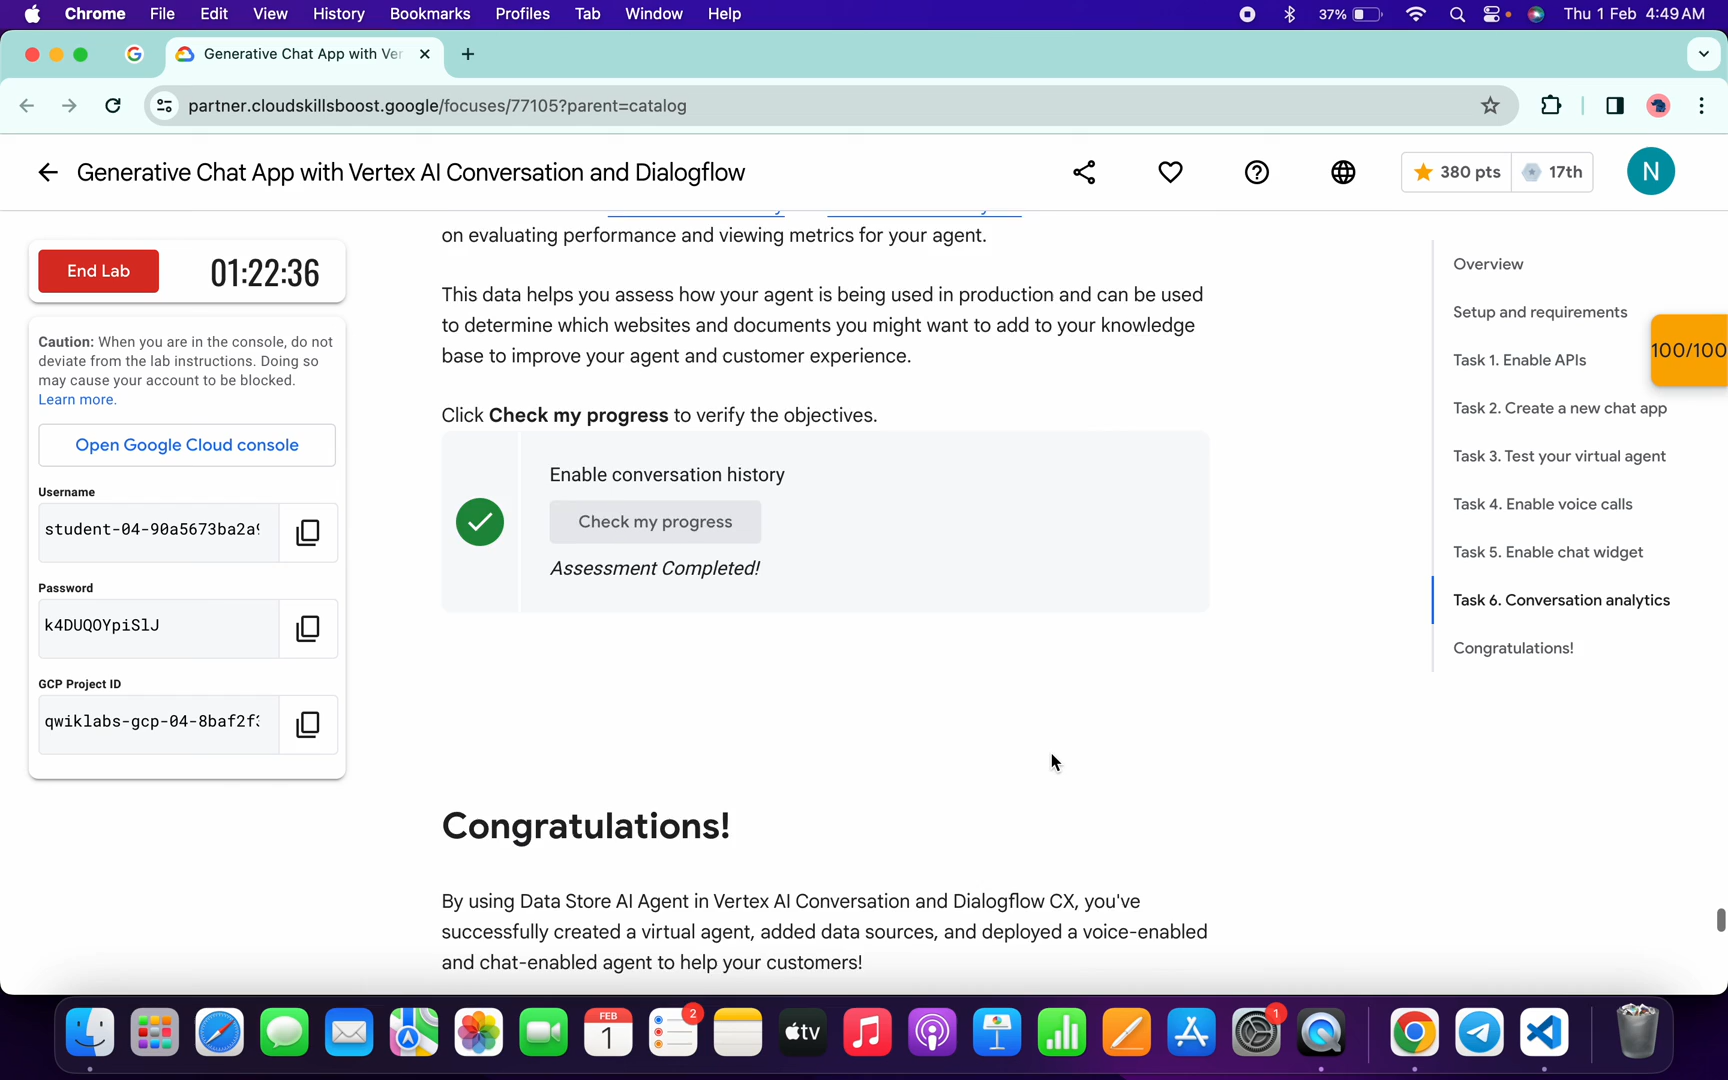 Chrome File Edit View History Bookmarks Profiles Tab Window Help 37% Thu 1 Feb 4:49 AM
Generative Chat App with Ver
partner.cloudskillsboost.google/focuses/77105?parent=catalog
Generative Chat App with Vertex AI Conversation and Dialogflow 380 pts 17th N
End Lab 01:22:36
Caution: When you are in the console, do not
deviate from the lab instructions. Doing so
may cause your account to be blocked.
Learn more.
Open Google Cloud console
Username
student-04-90a5673ba2a
Password
k4DUQOYpiSlJ
GCP Project ID
qwiklabs-gcp-04-8baf2f
on evaluating performance and viewing metrics for your agent.
This data helps you assess how your agent is being used in production and can be used
to determine which websites and documents you might want to add to your knowledge
base to improve your agent and customer experience.
Click Check my progress to verify the objectives.
Enable conversation history
Check my progress
Assessment Completed!
Congratulations!
By using Data Store AI Agent in Vertex AI Conversation and Dialogflow CX, you've
successfully created a virtual agent, added data sources, and deployed a voice-enabled
and chat-enabled agent to help your customers!
Overview
Setup and requirements
Task 1. Enable APIs
Task 2. Create a new chat app
Task 3. Test your virtual agent
Task 4. Enable voice calls
Task 5. Enable chat widget
Task 6. Conversation analytics
Congratulations!
100/100
FEB
1
2
tv
1